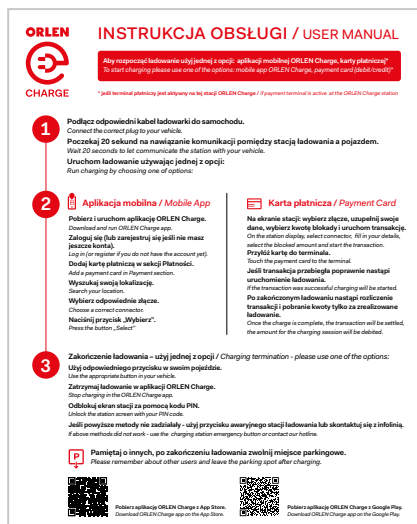 ORLEN
CHARGE
INSTRUKCJA OBSŁUGI / USER MANUAL
Aby rozpocząć ładowanie użyj jednej z opcji: aplikacji mobilnej ORLEN Charge, karty płatniczej*
To start charging please use one of the options: mobile app ORLEN Charge, payment card (debit/credit)*
* jeśli terminal płatniczy jest aktywny na tej stacji ORLEN Charge / if payment terminal is active at the ORLEN Charge station
1
Podłącz odpowiedni kabel ładowarki do samochodu.
Connect the correct plug to your vehicle.
Poczekaj 20 sekund na nawiązanie komunikacji pomiędzy stacją ładowania a pojazdem.
Wait 20 seconds to let communicate the station with your vehicle.
Uruchom ładowanie używając jednej z opcji:
Run charging by choosing one of options:
2
Aplikacja mobilna / Mobile App
Pobierz i uruchom aplikację ORLEN Charge.
Download and run ORLEN Charge app.
Zaloguj się (lub zarejestruj się jeśli nie masz
jeszcze konta).
Log in (or register if you do not have the account yet).
Dodaj kartę płatniczą w sekcji Płatności.
Add a payment card in Payment section.
Wyszukaj swoją lokalizację.
Search your location.
Wybierz odpowiednie złącze.
Choose a correct connector.
Naciśnij przycisk „Wybierz”.
Press the button „Select”
Karta płatnicza / Payment Card
Na ekranie stacji: wybierz złącze, uzupełnij swoje
dane, wybierz kwotę blokady i uruchom transakcję.
On the station display, select connector, fill in your details,
select the blocked amount and start the transaction.
Przyłóż kartę do terminala.
Touch the payment card to the terminal.
Jeśli transakcja przebiegła poprawnie nastąpi
uruchomienie ładowania.
If the transaction was successful charging will be started.
Po zakończonym ładowaniu nastąpi rozliczenie
transakcji i pobranie kwoty tylko za zrealizowane
ładowanie.
Once the charge is complete, the transaction will be settled,
the amount for the charging session will be debited.
3
Zakończenie ładowania – użyj jednej z opcji / Charging termination - please use one of the options:
Użyj odpowiedniego przycisku w swoim pojeździe.
Use the appropriate button in your vehicle.
Zatrzymaj ładowanie w aplikacji ORLEN Charge.
Stop charging in the ORLEN Charge app.
Odblokuj ekran stacji za pomocą kodu PIN.
Unlock the station screen with your PIN code.
Jeśli powyższe metody nie zadziałały - użyj przycisku awaryjnego stacji ładowania lub skontaktuj się z infolinią.
If above methods did not work - use the charging station emergency button or contact our hotline.
P
Pamiętaj o innych, po zakończeniu ładowania zwolnij miejsce parkingowe.
Please remember about other users and leave the parking spot after charging.
Pobierz aplikację ORLEN Charge z App Store.
Download ORLEN Charge app on the App Store.
Pobierz aplikację ORLEN Charge z Google Play.
Download ORLEN Charge app on the Google Play.